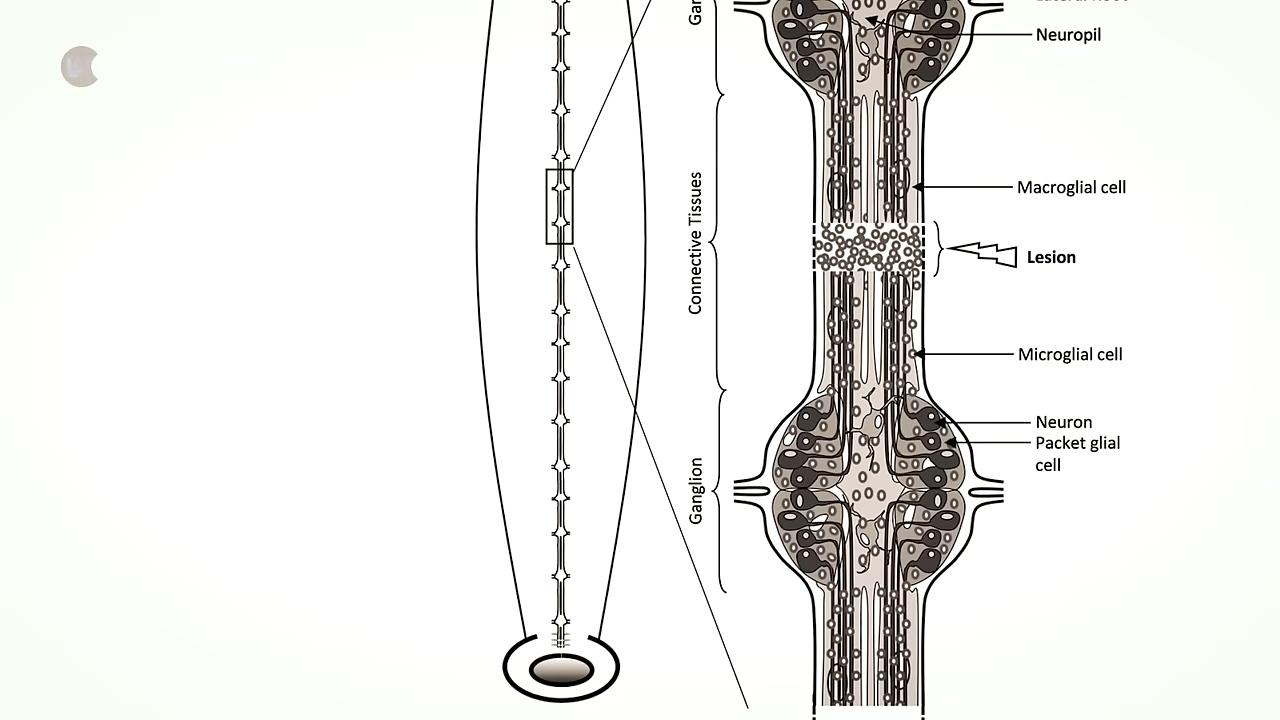 Neuropil
Macroglial cell
Connective Tissues
Lesion
Microglial cell
Neuron
Packet glial
cell
Ganglion